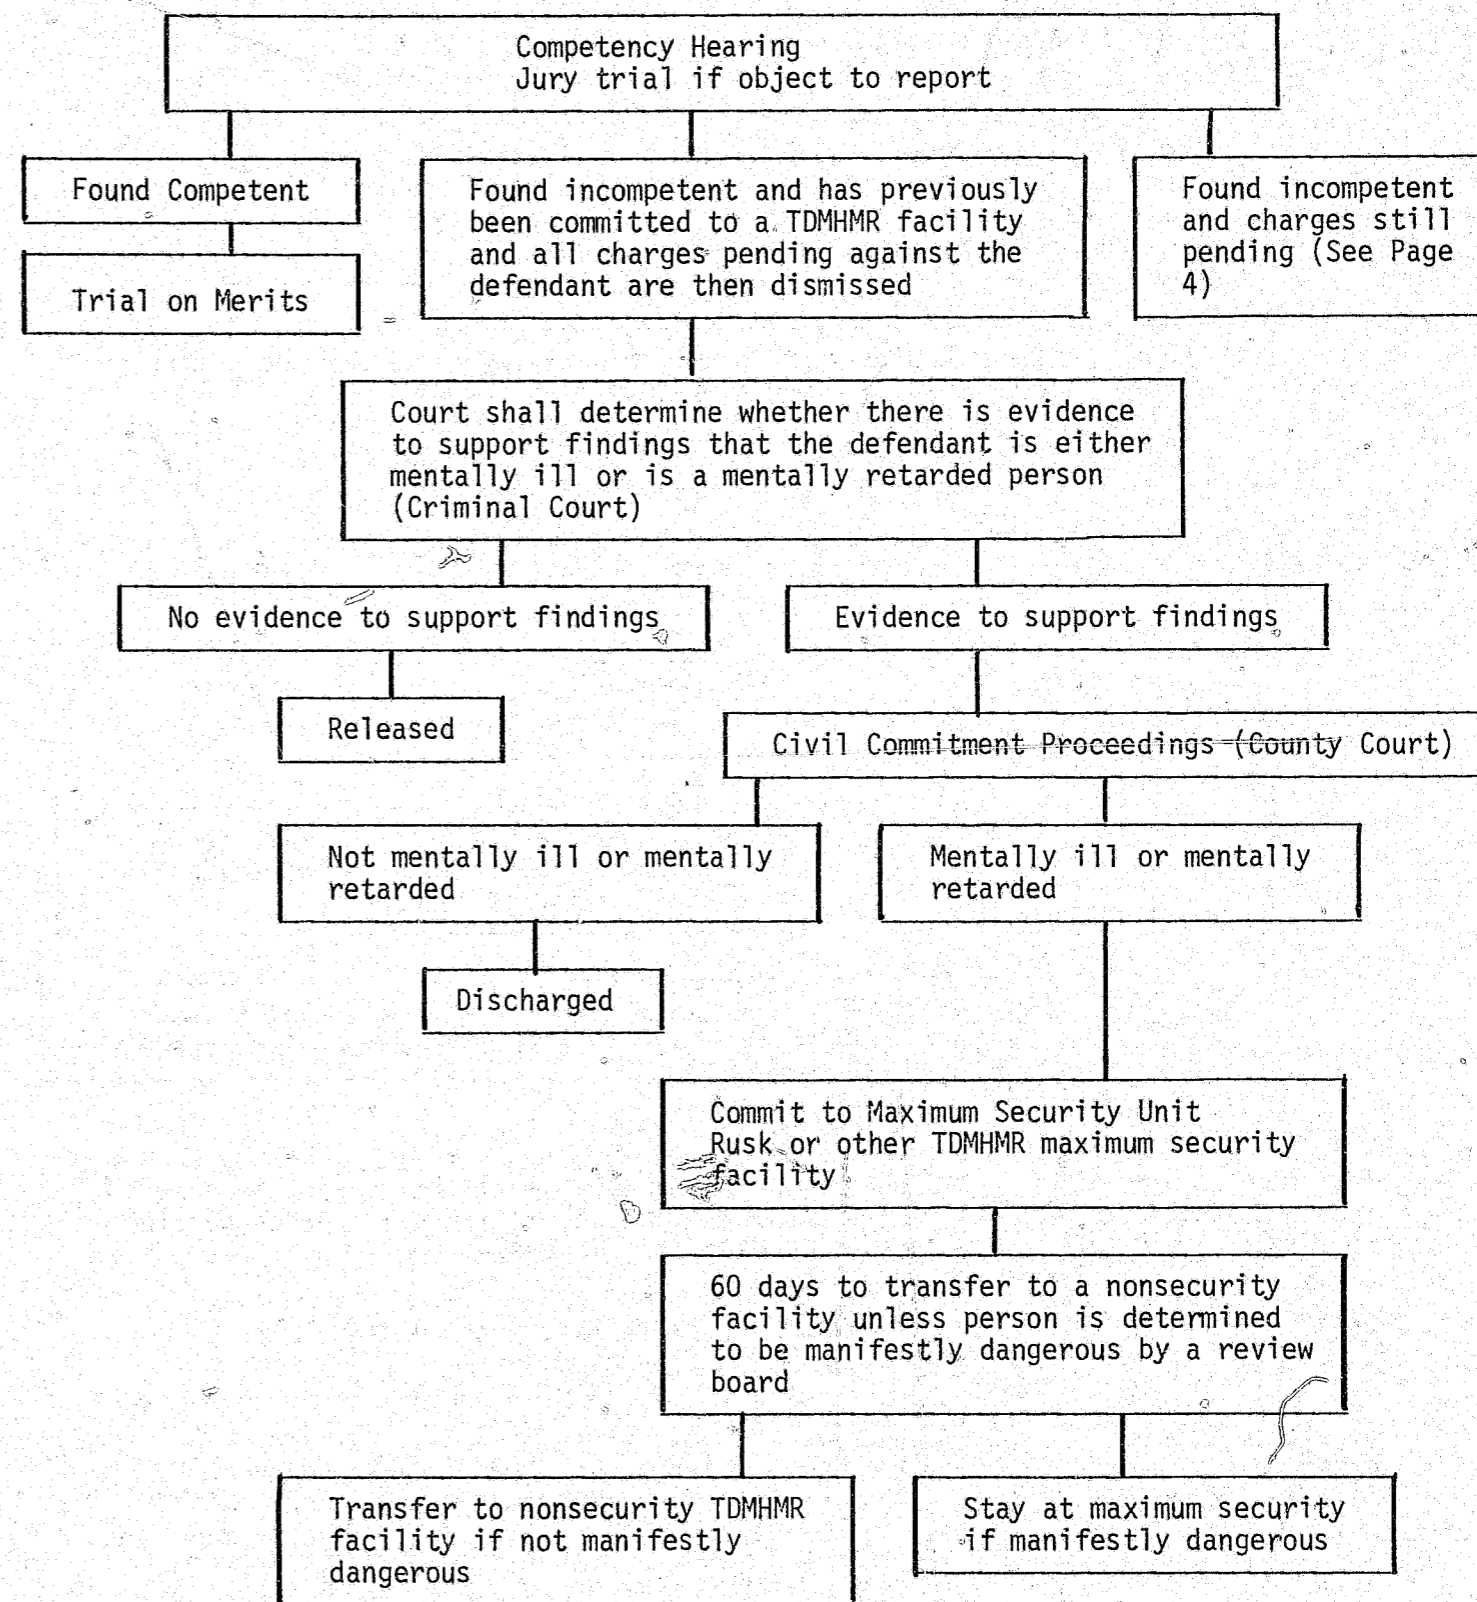 Competency Hearing
Jury trial if object to report
Found Competent
Trial on Merits
Found incompetent and has previously
been committed to a TDMHMR facility
and all charges pending against the
defendant are then dismissed
Found incompetent
and charges still
pending (See Page
4)
Court shall determine whether there is evidence
to support findings that the defendant is either
mentally ill or is a mentally retarded person
(Criminal Court)
No evidence to support findings
Released
Evidence to support findings
Civil Commitment Proceedings (County Court)
Not mentally ill or mentally
retarded
Discharged
Mentally ill or mentally
retarded
Commit to Maximum Security Unit
Rusk or other TDMHMR maximum security
facility
60 days to transfer to a nonsecurity
facility unless person is determined
to be manifestly dangerous by a review
board
Transfer to nonsecurity TDMHMR
facility if not manifestly
dangerous
Stay at maximum security
if manifestly dangerous